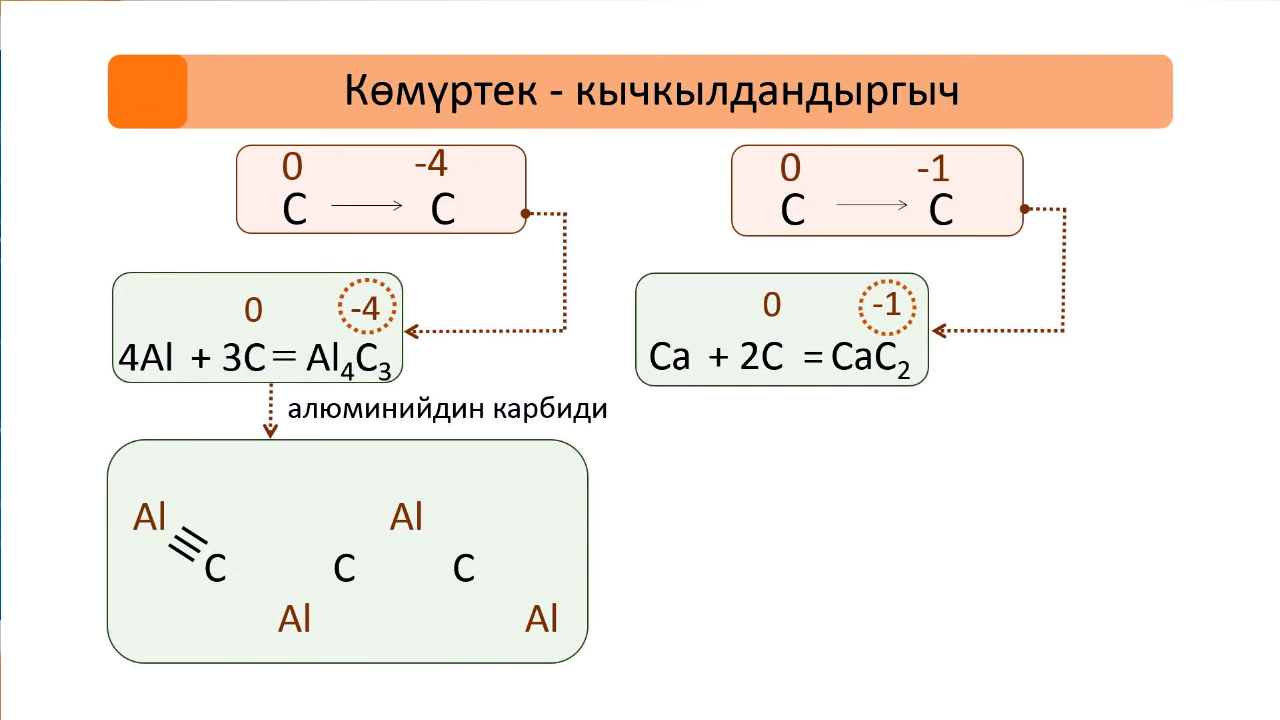 Көмүртек - кычкылдандыргыч
0 -4
C → C
0 -1
C → C
0 -4
4Al + 3C = Al₄C₃
0 -1
Ca + 2C = CaC₂
алюминийдин карбиди
Al Al
C C C
Al Al